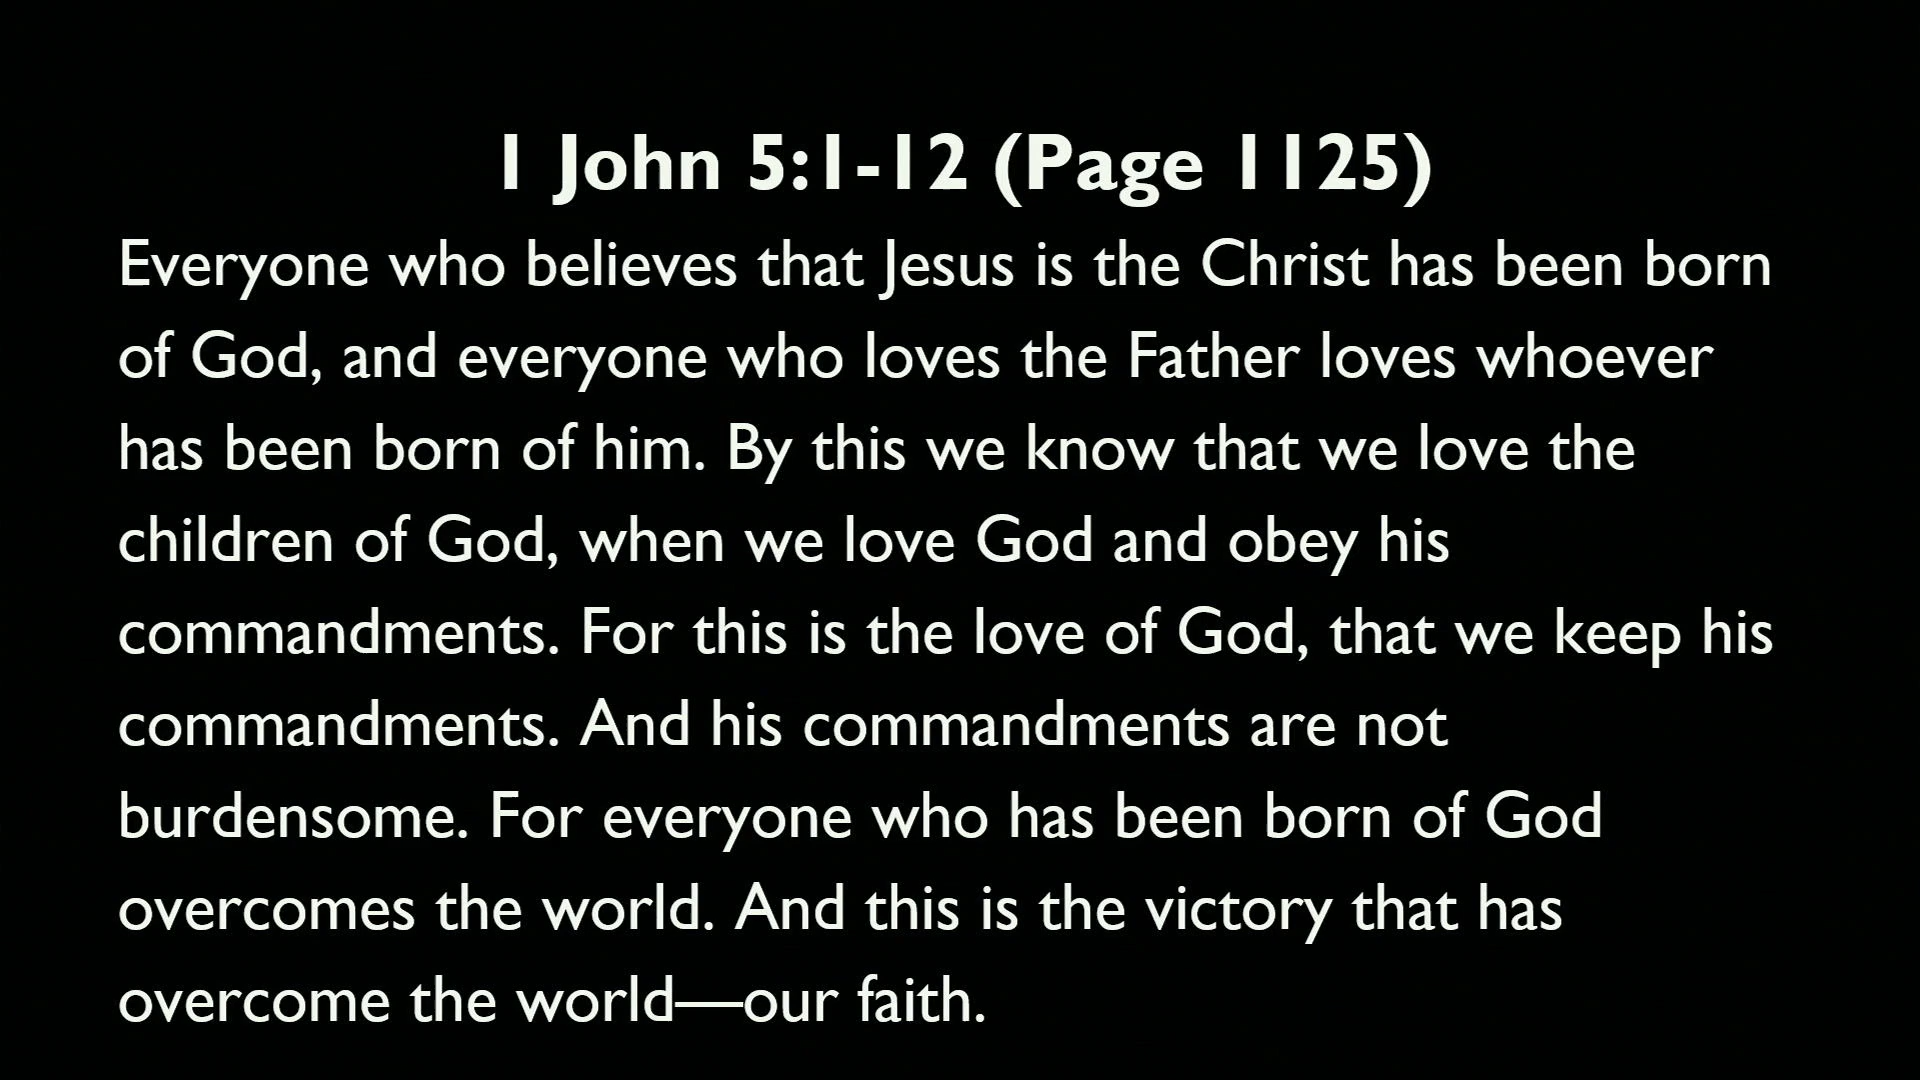 1 John 5:1-12 (Page 1125)
Everyone who believes that Jesus is the Christ has been born
of God, and everyone who loves the Father loves whoever
has been born of him. By this we know that we love the
children of God, when we love God and obey his
commandments. For this is the love of God, that we keep his
commandments. And his commandments are not
burdensome. For everyone who has been born of God
overcomes the world. And this is the victory that has
overcome the world—our faith.